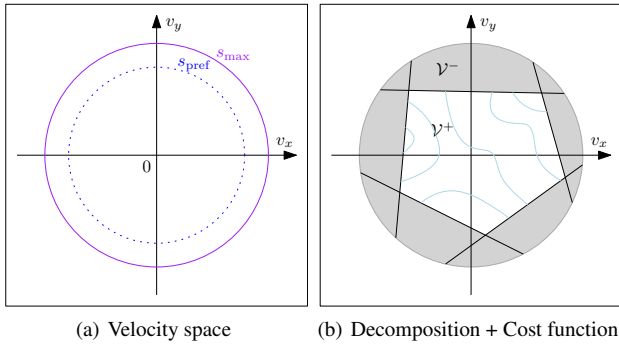 v_y
s_max
s_pref
v_x
0
v_y
𝒱⁻
𝒱⁺
v_x
(a) Velocity space
(b) Decomposition + Cost function